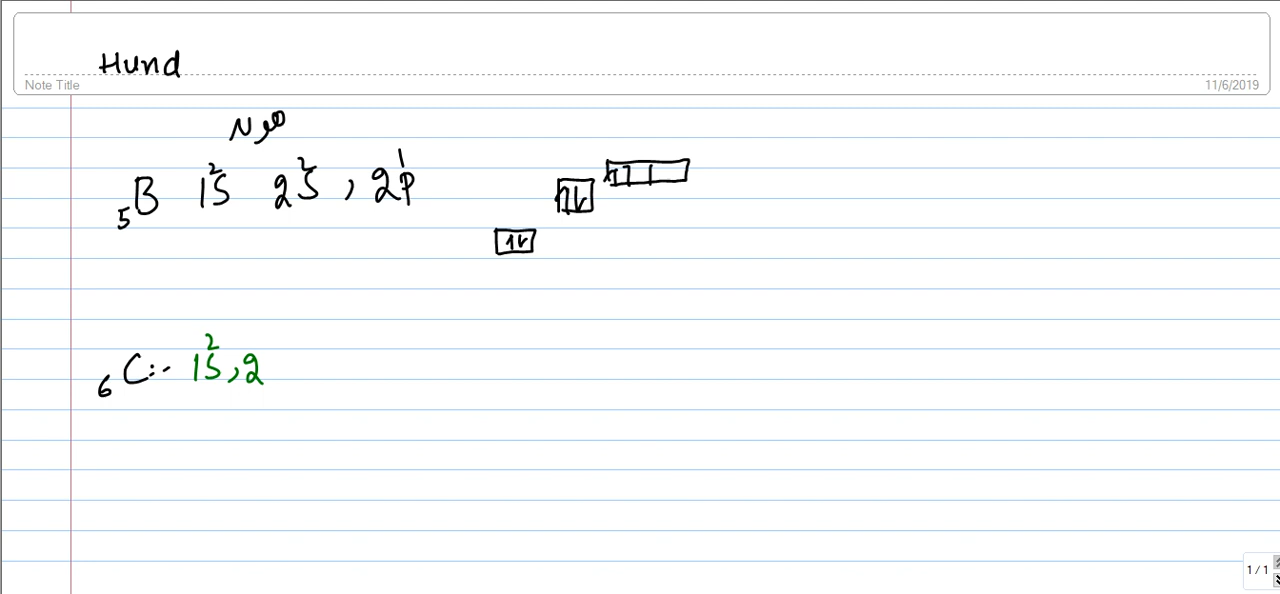 Hund
Note Title
11/6/2019
₅B 1S² 2S², 2P¹
₆C:- 1S², 2
1 / 1